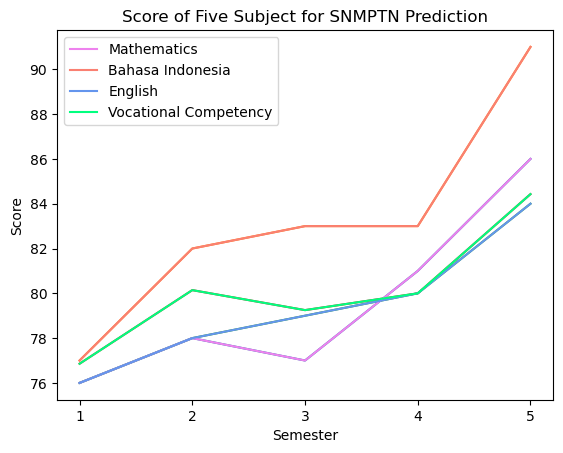 Score of Five Subject for SNMPTN Prediction
Mathematics
Bahasa Indonesia
English
Vocational Competency
Score
90
88
86
84
82
80
78
76
1
2
3
4
5
Semester